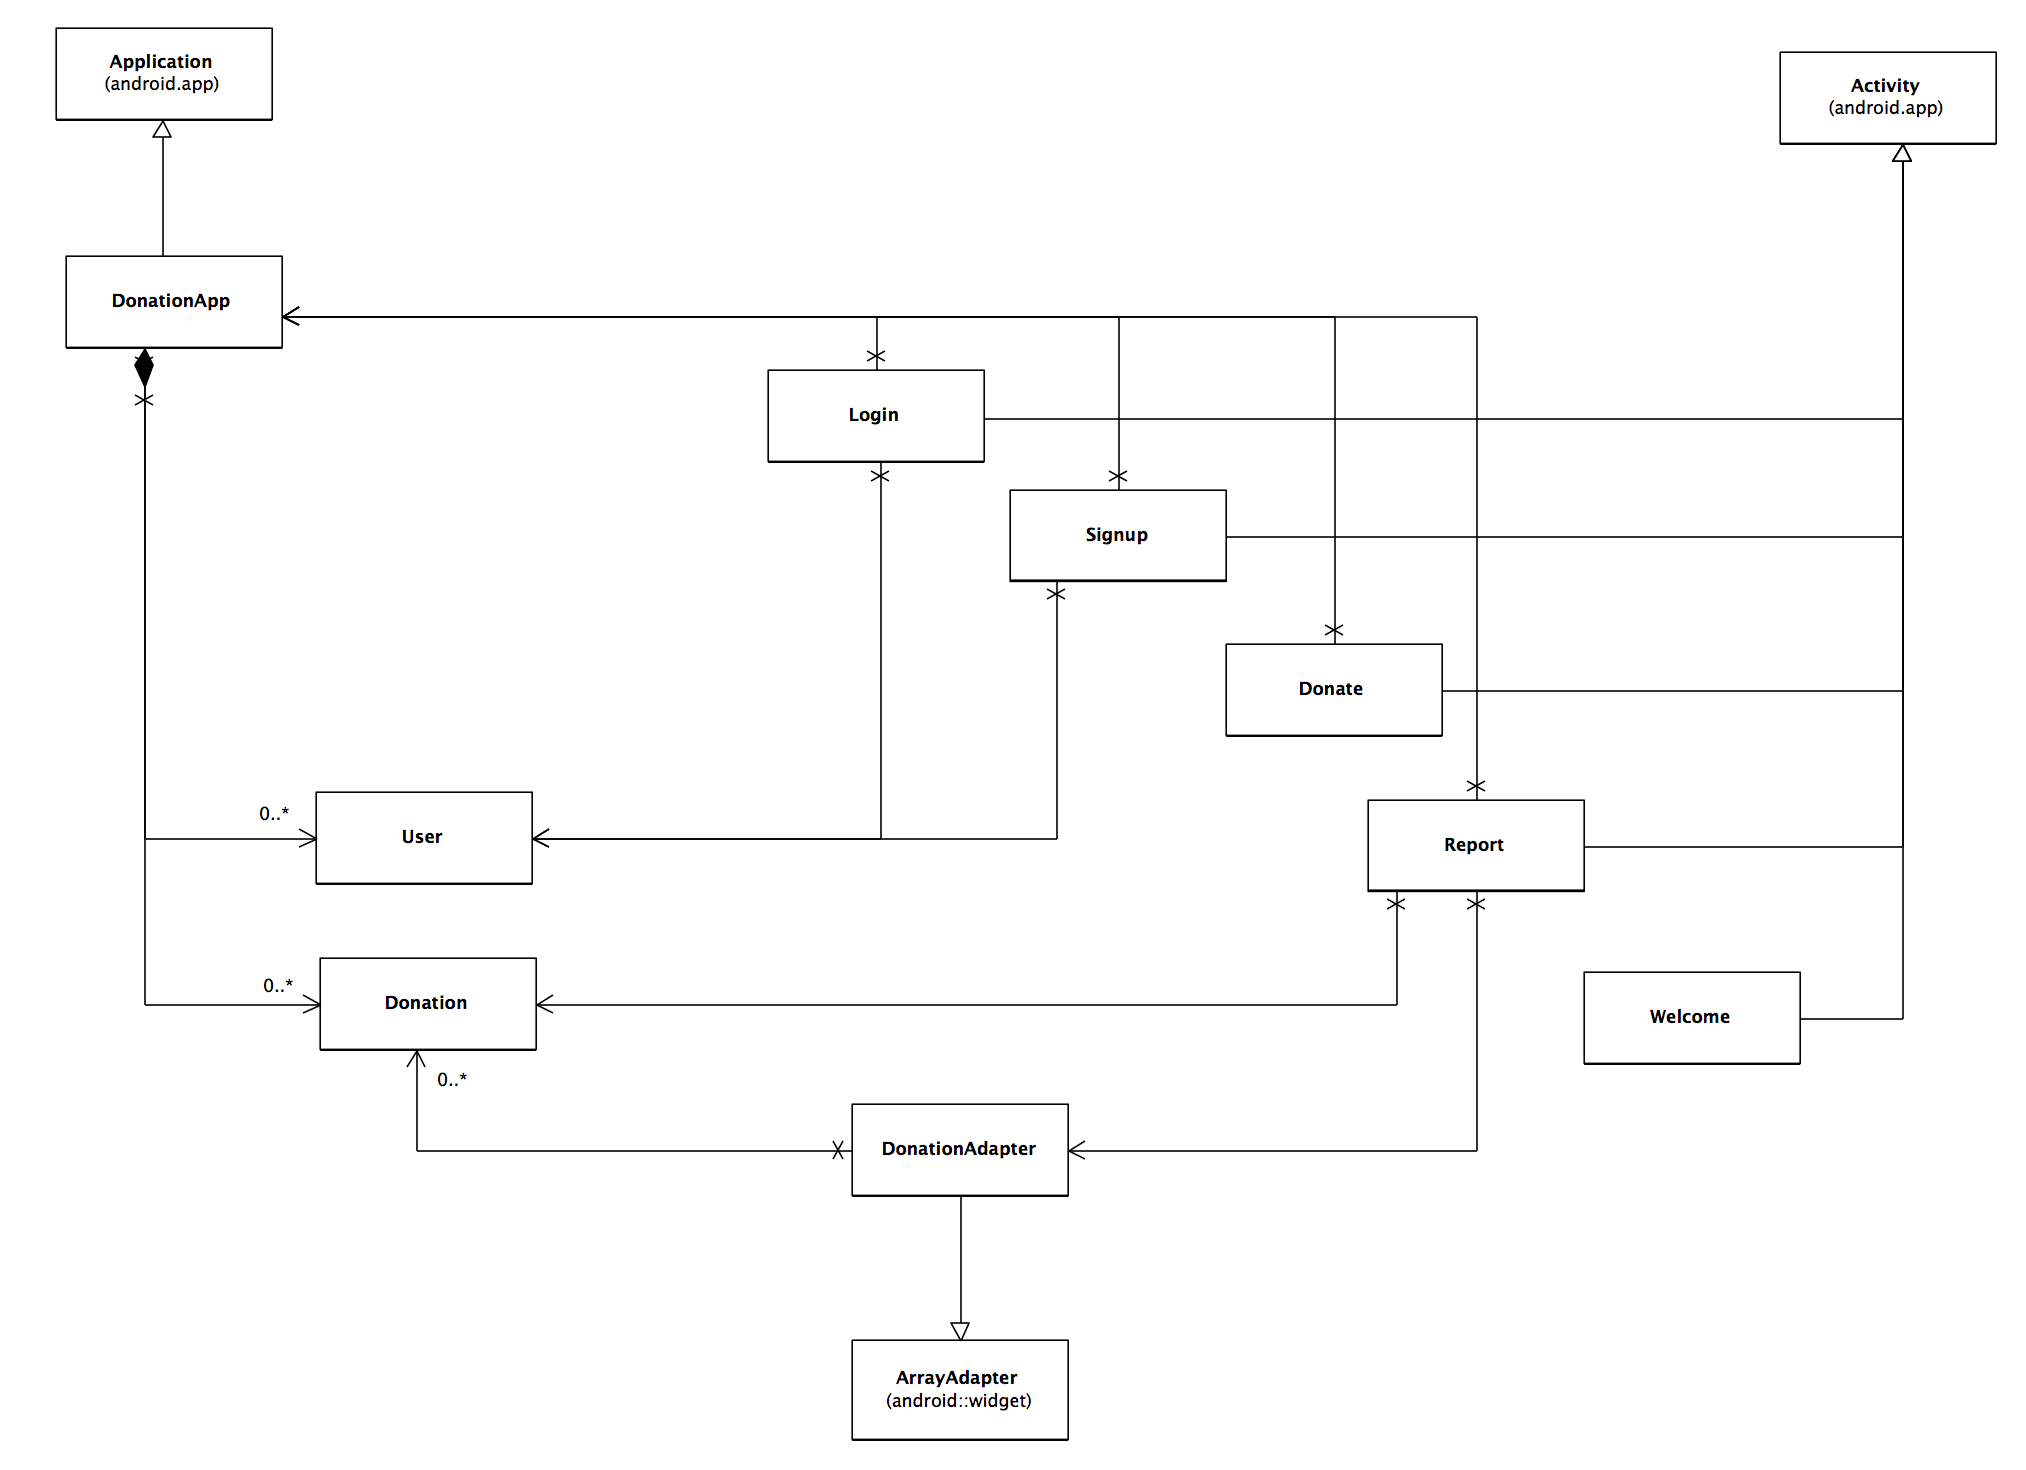 Application
(android.app)
Activity
(android.app)
DonationApp
Login
Signup
Donate
0..*
User
Report
0..*
Donation
Welcome
0..*
DonationAdapter
ArrayAdapter
(android::widget)